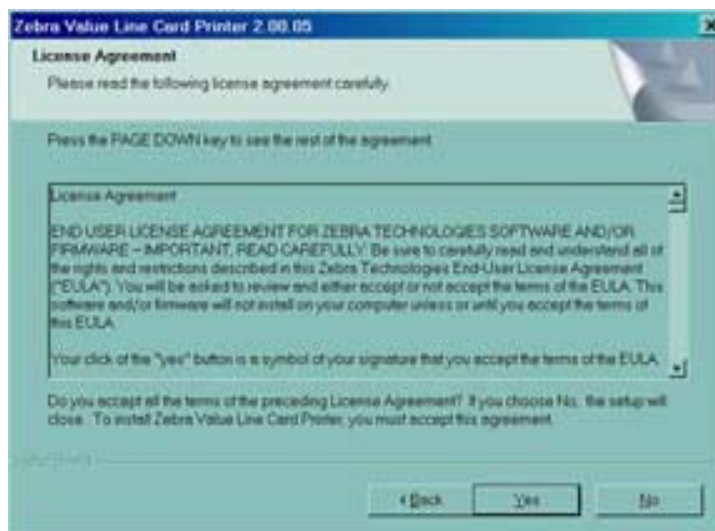 Zebra Value Line Card Printer 2.00.05
License Agreement
Please read the following license agreement carefully.
Press the PAGE DOWN key to see the rest of the agreement.
License Agreement
END USER LICENSE AGREEMENT FOR ZEBRA TECHNOLOGIES SOFTWARE AND/OR
FIRMWARE – IMPORTANT, READ CAREFULLY: Be sure to carefully read and understand all of
the rights and restrictions described in this Zebra Technologies End-User License Agreement
("EULA"). You will be asked to review and either accept or not accept the terms of the EULA. This
software and/or firmware will not install on your computer unless or until you accept the terms of
this EULA.
Your click of the "yes" button is a symbol of your signature that you accept the terms of the EULA.
Do you accept all the terms of the preceding License Agreement? If you choose No, the setup will
close. To install Zebra Value Line Card Printer, you must accept this agreement.
< Back
Yes
No